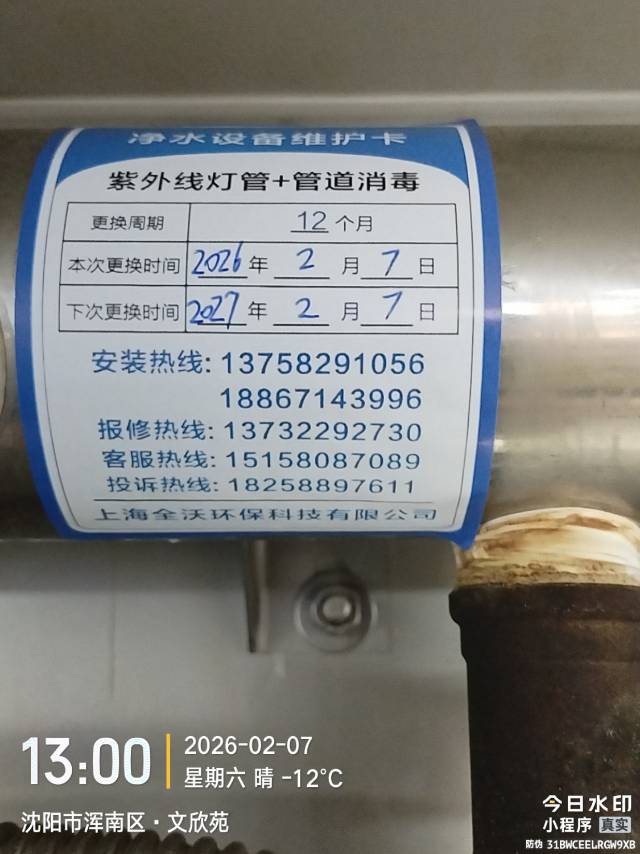 净水设备维护卡
紫外线灯管+管道消毒
更换周期 12 个月
本次更换时间 2026 年 2 月 7 日
下次更换时间 2027 年 2 月 7 日
安装热线: 13758291056
18867143996
报修热线: 13732292730
客服热线: 15158087089
投诉热线: 18258897611
上海全沃环保科技有限公司
13:00
2026-02-07
星期六 晴 -12℃
沈阳市浑南区·文欣苑
今日水印
小程序 真实
防伪 31BWCEELRGW9XB